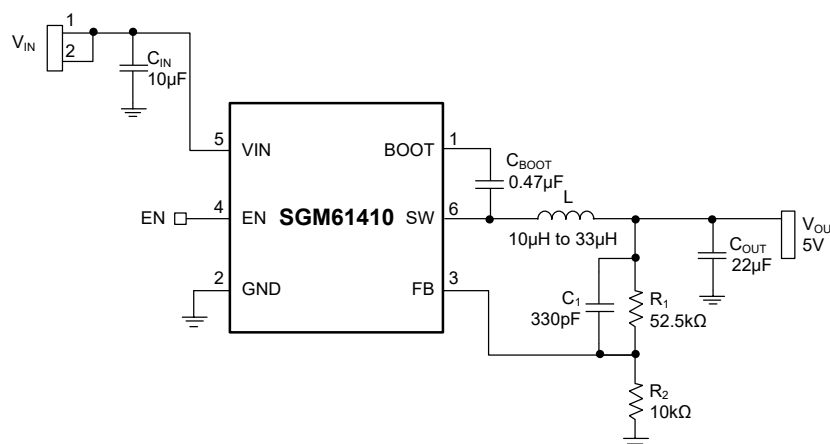 1
V_IN
2
C_IN
10μF
5
VIN
BOOT
1
C_BOOT
0.47μF
L
EN
4
EN
SGM61410
SW
6
10μH to 33μH
V_OU
5V
C_OUT
22μF
2
GND
FB
3
C_1
330pF
R_1
52.5kΩ
R_2
10kΩ